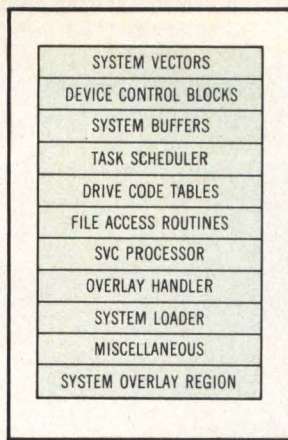 SYSTEM VECTORS
DEVICE CONTROL BLOCKS
SYSTEM BUFFERS
TASK SCHEDULER
DRIVE CODE TABLES
FILE ACCESS ROUTINES
SVC PROCESSOR
OVERLAY HANDLER
SYSTEM LOADER
MISCELLANEOUS
SYSTEM OVERLAY REGION